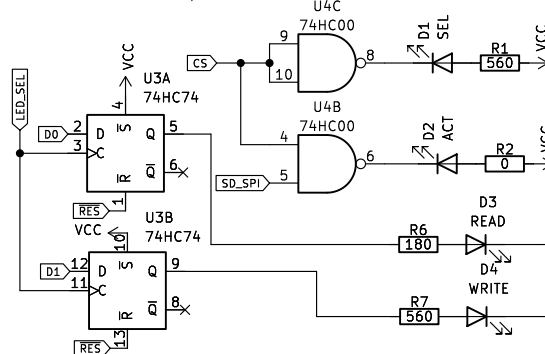 U4C
74HC00
CS
9
10
8
D1
SEL
R1
560
VCC
LED_SEL
VCC
U3A
74HC74
4
D0
2
D
S
Q
5
3
C
Q
6
R
1
RES
U4B
74HC00
4
5
6
SD_SPI
D2
ACT
R2
0
VCC
U3B
74HC74
VCC
10
D1
12
D
S
Q
9
11
C
Q
8
R
13
RES
R6
180
D3
READ
R7
560
D4
WRITE